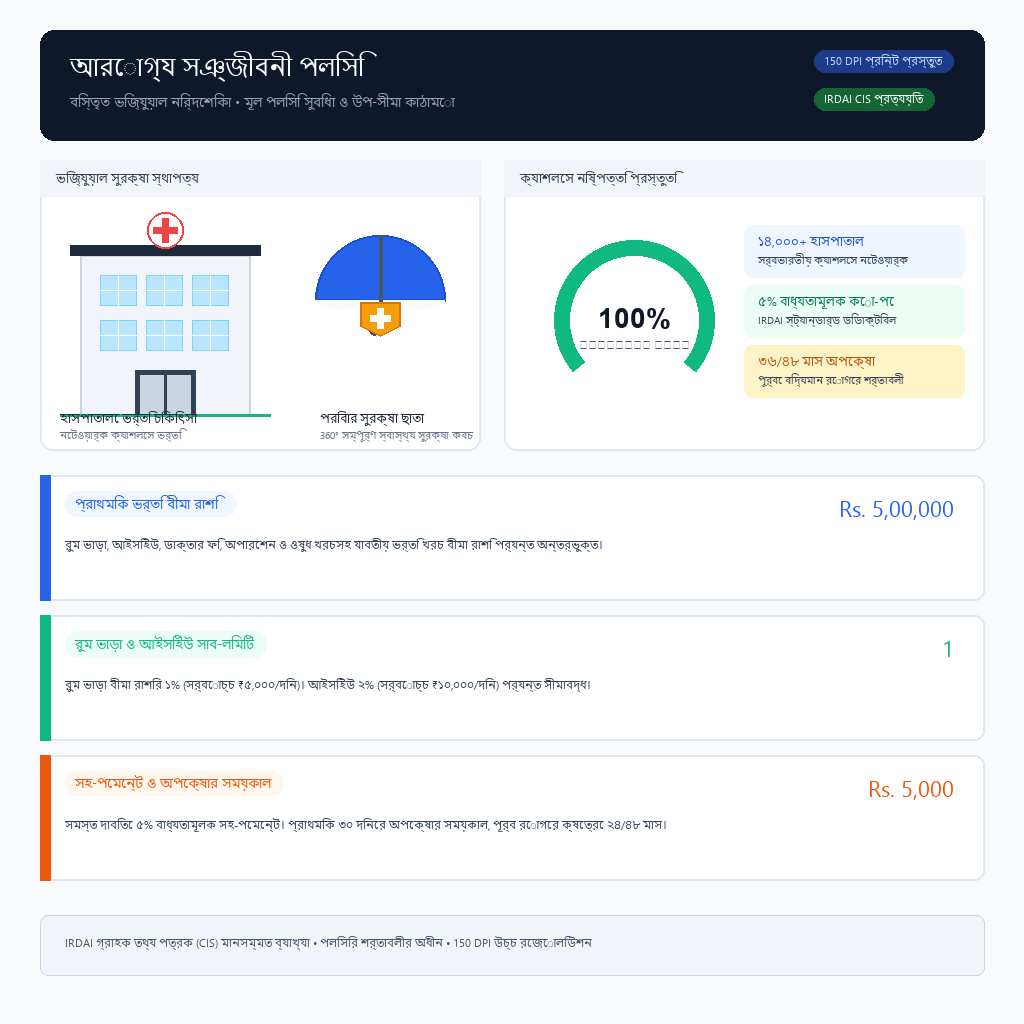 আরোগ্য সঞ্জীবনী পলিসি
বিস্তৃত ভিজ্যুয়াল নির্দেশিকা • মূল পলিসি সুবিধা ও উপ-সীমা কাঠামো
150 DPI প্রিন্ট প্রস্তুত
IRDAI CIS প্রত্যয়িত
ভিজ্যুয়াল সুরক্ষা স্থাপত্য
ক্যাশলেস নিষ্পত্তি প্রস্তুতি
১৪,০০০+ হাসপাতাল
সর্বভারতীয় ক্যাশলেস নেটওয়ার্ক
100%
৫% বাধ্যতামূলক কো-পে
IRDAI স্ট্যান্ডার্ড ডিডাক্টিবল
৩৬/৪৮ মাস অপেক্ষা
পূর্বে বিদ্যমান রোগের শর্তাবলী
হাসপাতালে ভর্তি চিকিৎসা
নেটওয়ার্ক ক্যাশলেস ভর্তি
পরিবার সুরক্ষা ছাতা
360° সম্পূর্ণ স্বাস্থ্য সুরক্ষা কবচ
প্রাথমিক ভর্তি বীমা রাশি
Rs. 5,00,000
রুম ভাড়া, আইসিইউ, ডাক্তার ফি, অপারেশন ও ওষুধ খরচসহ যাবতীয় ভর্তি খরচ বীমা রাশি পর্যন্ত অন্তর্ভুক্ত।
রুম ভাড়া ও আইসিইউ সাব-লিমিট
1
রুম ভাড়া বীমা রাশির ১% (সর্বোচ্চ ₹৫,০০০/দিন)। আইসিইউ ২% (সর্বোচ্চ ₹১০,০০০/দিন) পর্যন্ত সীমাবদ্ধ।
সহ-পেমেন্ট ও অপেক্ষার সময়কাল
Rs. 5,000
সমস্ত দাবিতে ৫% বাধ্যতামূলক সহ-পেমেন্ট। প্রাথমিক ৩০ দিনের অপেক্ষার সময়কাল, পূর্ব রোগের ক্ষেত্রে ২৪/৪৮ মাস।
IRDAI গ্রাহক তথ্য পত্রক (CIS) মানসম্মত ব্যাখ্যা • পলিসির শর্তাবলীর অধীন • 150 DPI উচ্চ রেজোলিউশন